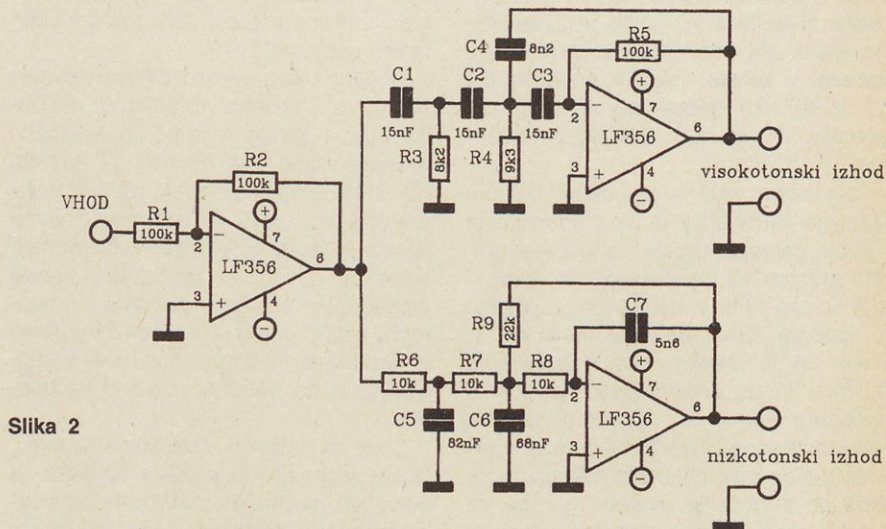 C4
8n2
R5
100k
C1
C2
C3
15nF
15nF
15nF
2
−
+
7
LF356
6
3
+
4
−
R3
8k2
R4
9k3
visokotonski izhod
VHOD
R1
100k
R2
100k
2
−
+
7
LF356
6
3
+
4
−
R9
22k
C7
5n6
R6
10k
R7
10k
R8
10k
2
−
+
7
LF356
6
3
+
4
−
C5
82nF
C6
68nF
nizkotonski izhod
Slika 2